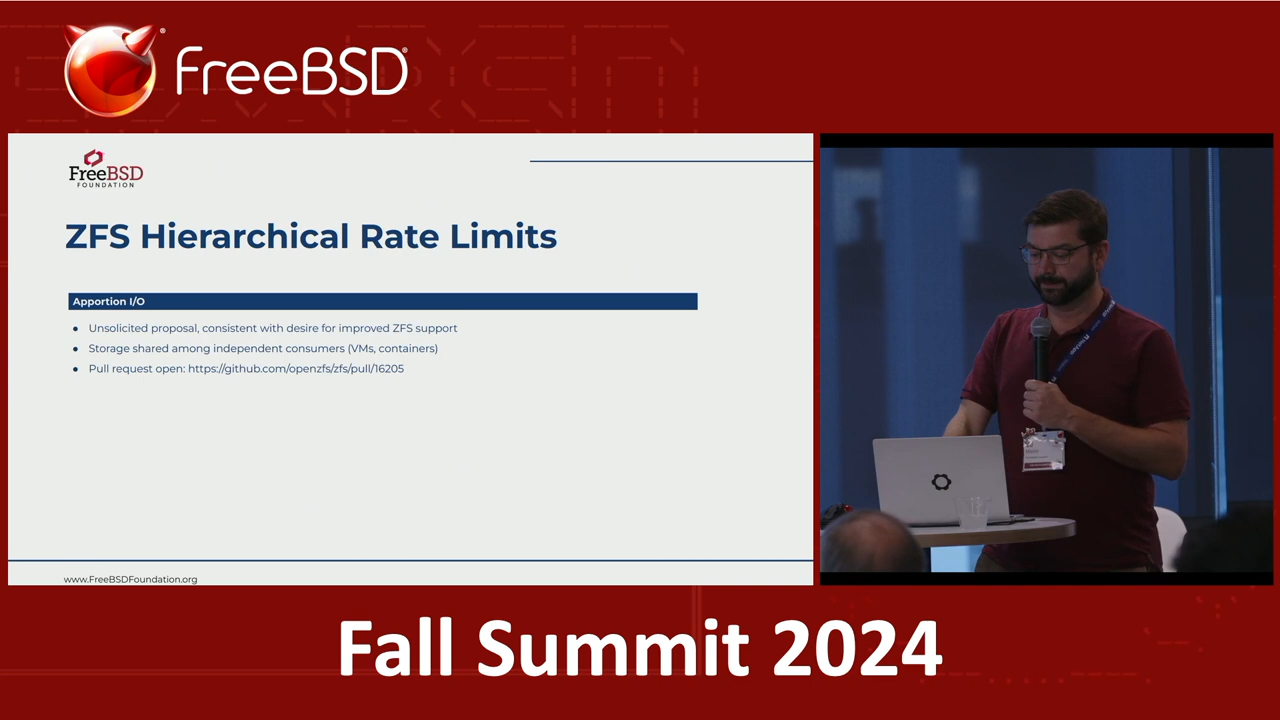 FreeBSD®
FreeBSD
FOUNDATION
ZFS Hierarchical Rate Limits
Apportion I/O
● Unsolicited proposal, consistent with desire for improved ZFS support
● Storage shared among independent consumers (VMs, containers)
● Pull request open: https://github.com/openzfs/zfs/pull/16205
www.FreeBSDFoundation.org
Fall Summit 2024